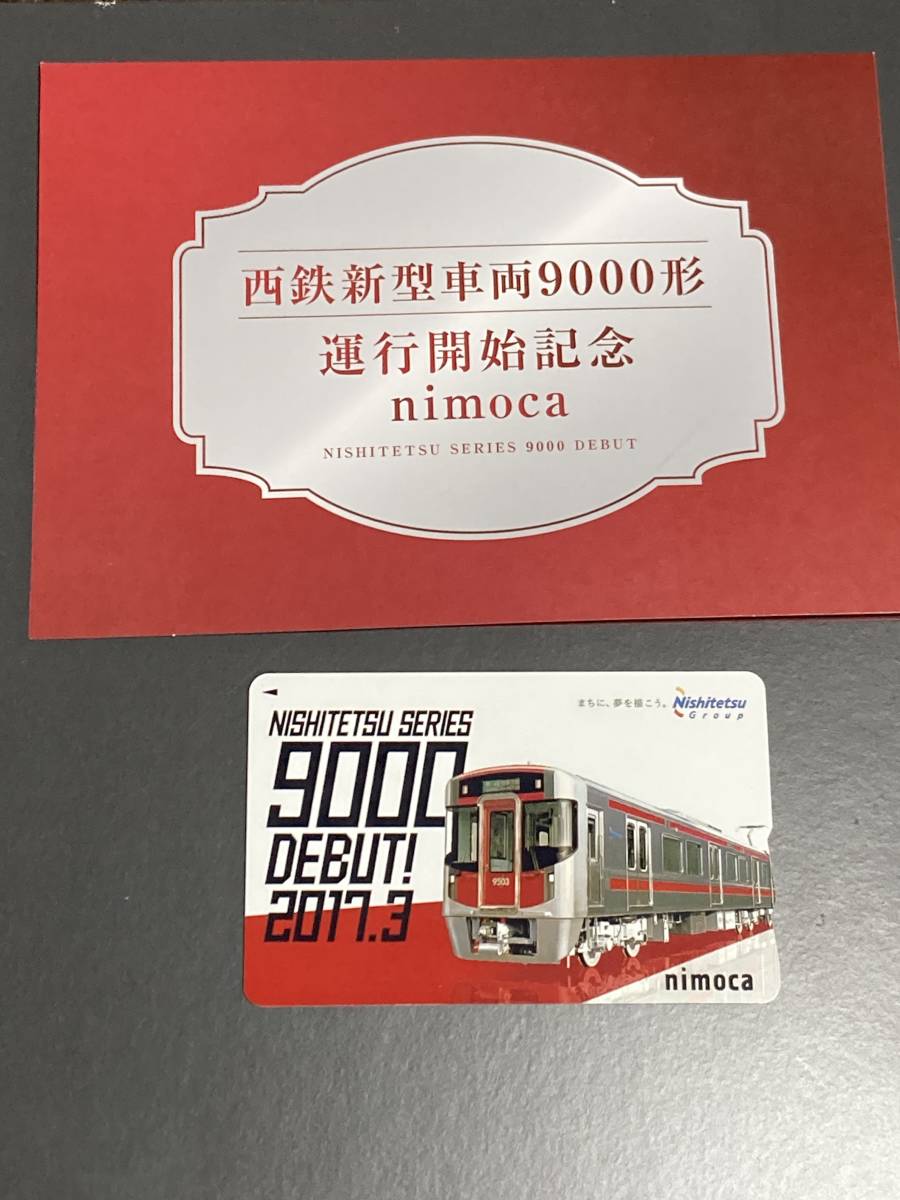 西鉄新型車両9000形
運行開始記念
nimoca
NISHITETSU SERIES 9000 DEBUT
まちに、夢を描こう。 Nishitetsu
Group
NISHITETSU SERIES
9000
DEBUT!
2017.3
9503
nimoca